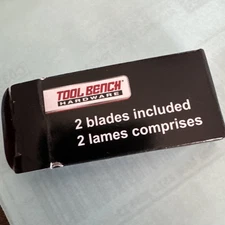 TOOL BENCH
HARDWARE
2 blades included
2 lames comprises